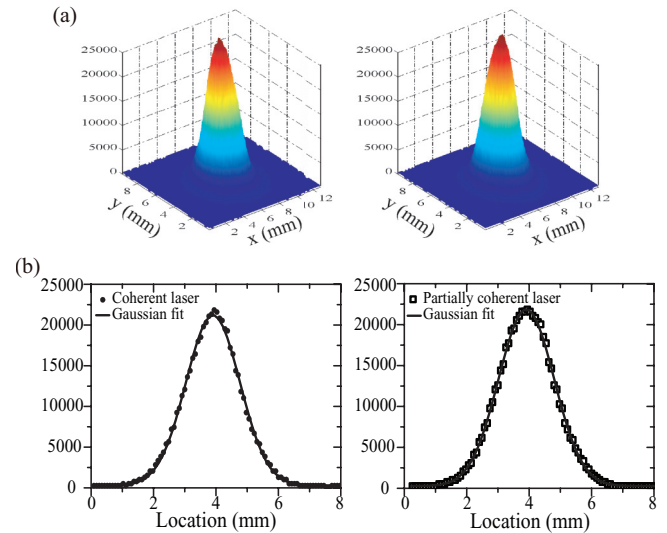 (a)
25000 25000
20000 20000
15000 15000
10000 10000
5000 5000
0 0
8 6 4 2 2 4 6 8 10 12 8 6 4 2 2 4 6 8 10 12
y (mm) x (mm) y (mm) x (mm)
(b)
25000 25000
Coherent laser Partially coherent laser
Gaussian fit Gaussian fit
20000 20000
15000 15000
10000 10000
5000 5000
0 0
0 2 4 6 8 0 2 4 6 8
Location (mm) Location (mm)